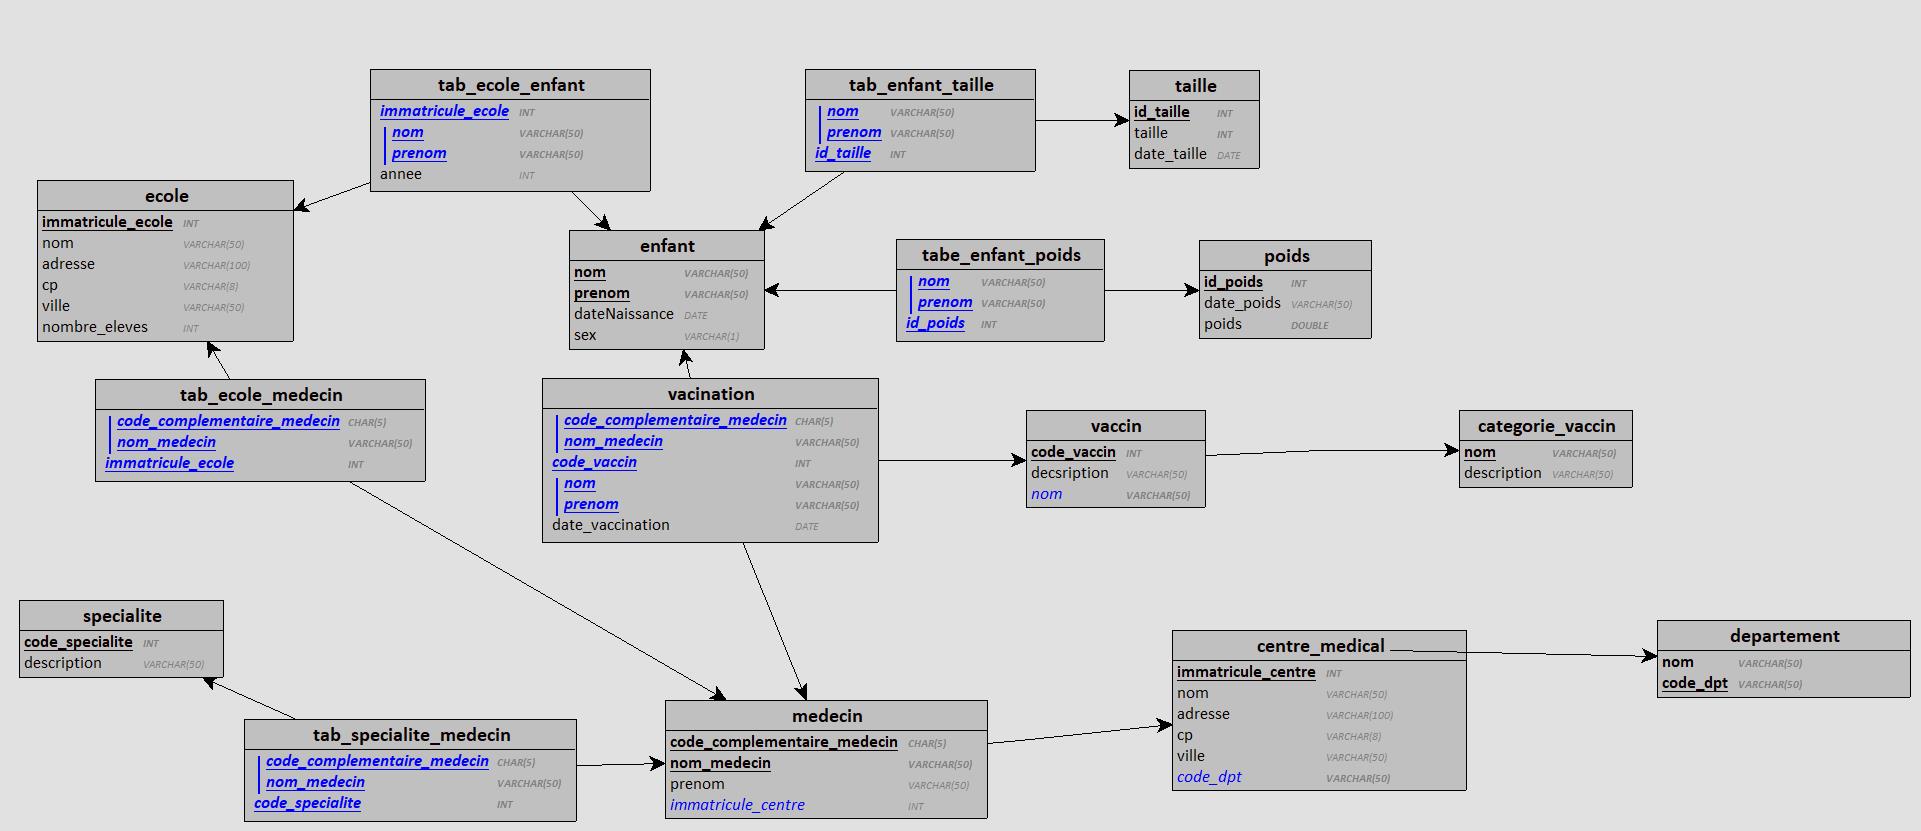 tab_ecole_enfant
immatricule_ecole INT
nom VARCHAR(50)
prenom VARCHAR(50)
annee INT
tab_enfant_taille
nom VARCHAR(50)
prenom VARCHAR(50)
id_taille INT
taille
id_taille INT
taille INT
date_taille DATE
ecole
immatricule_ecole INT
nom VARCHAR(50)
adresse VARCHAR(100)
cp VARCHAR(8)
ville VARCHAR(50)
nombre_eleves INT
enfant
nom VARCHAR(50)
prenom VARCHAR(50)
dateNaissance DATE
sex VARCHAR(1)
tabe_enfant_poids
nom VARCHAR(50)
prenom VARCHAR(50)
id_poids INT
poids
id_poids INT
date_poids VARCHAR(50)
poids DOUBLE
tab_ecole_medecin
code_complementaire_medecin CHAR(5)
nom_medecin VARCHAR(50)
immatricule_ecole INT
vacination
code_complementaire_medecin CHAR(5)
nom_medecin VARCHAR(50)
code_vaccin INT
nom VARCHAR(50)
prenom VARCHAR(50)
date_vaccination DATE
vaccin
code_vaccin INT
decsription VARCHAR(50)
nom VARCHAR(50)
categorie_vaccin
nom VARCHAR(50)
description VARCHAR(50)
specialite
code_specialite INT
description VARCHAR(50)
tab_specialite_medecin
code_complementaire_medecin CHAR(5)
nom_medecin VARCHAR(50)
code_specialite INT
medecin
code_complementaire_medecin CHAR(5)
nom_medecin VARCHAR(50)
prenom VARCHAR(50)
immatricule_centre INT
centre_medical
immatricule_centre INT
nom VARCHAR(50)
adresse VARCHAR(100)
cp VARCHAR(8)
ville VARCHAR(50)
code_dpt VARCHAR(50)
departement
nom VARCHAR(50)
code_dpt VARCHAR(50)